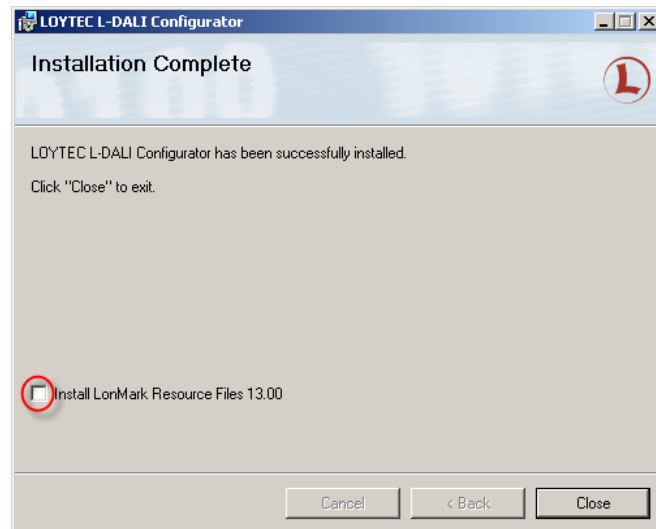 LOYTEC L-DALI Configurator
Installation Complete
L
LOYTEC L-DALI Configurator has been successfully installed.
Click "Close" to exit.
Install LonMark Resource Files 13.00
Cancel
< Back
Close